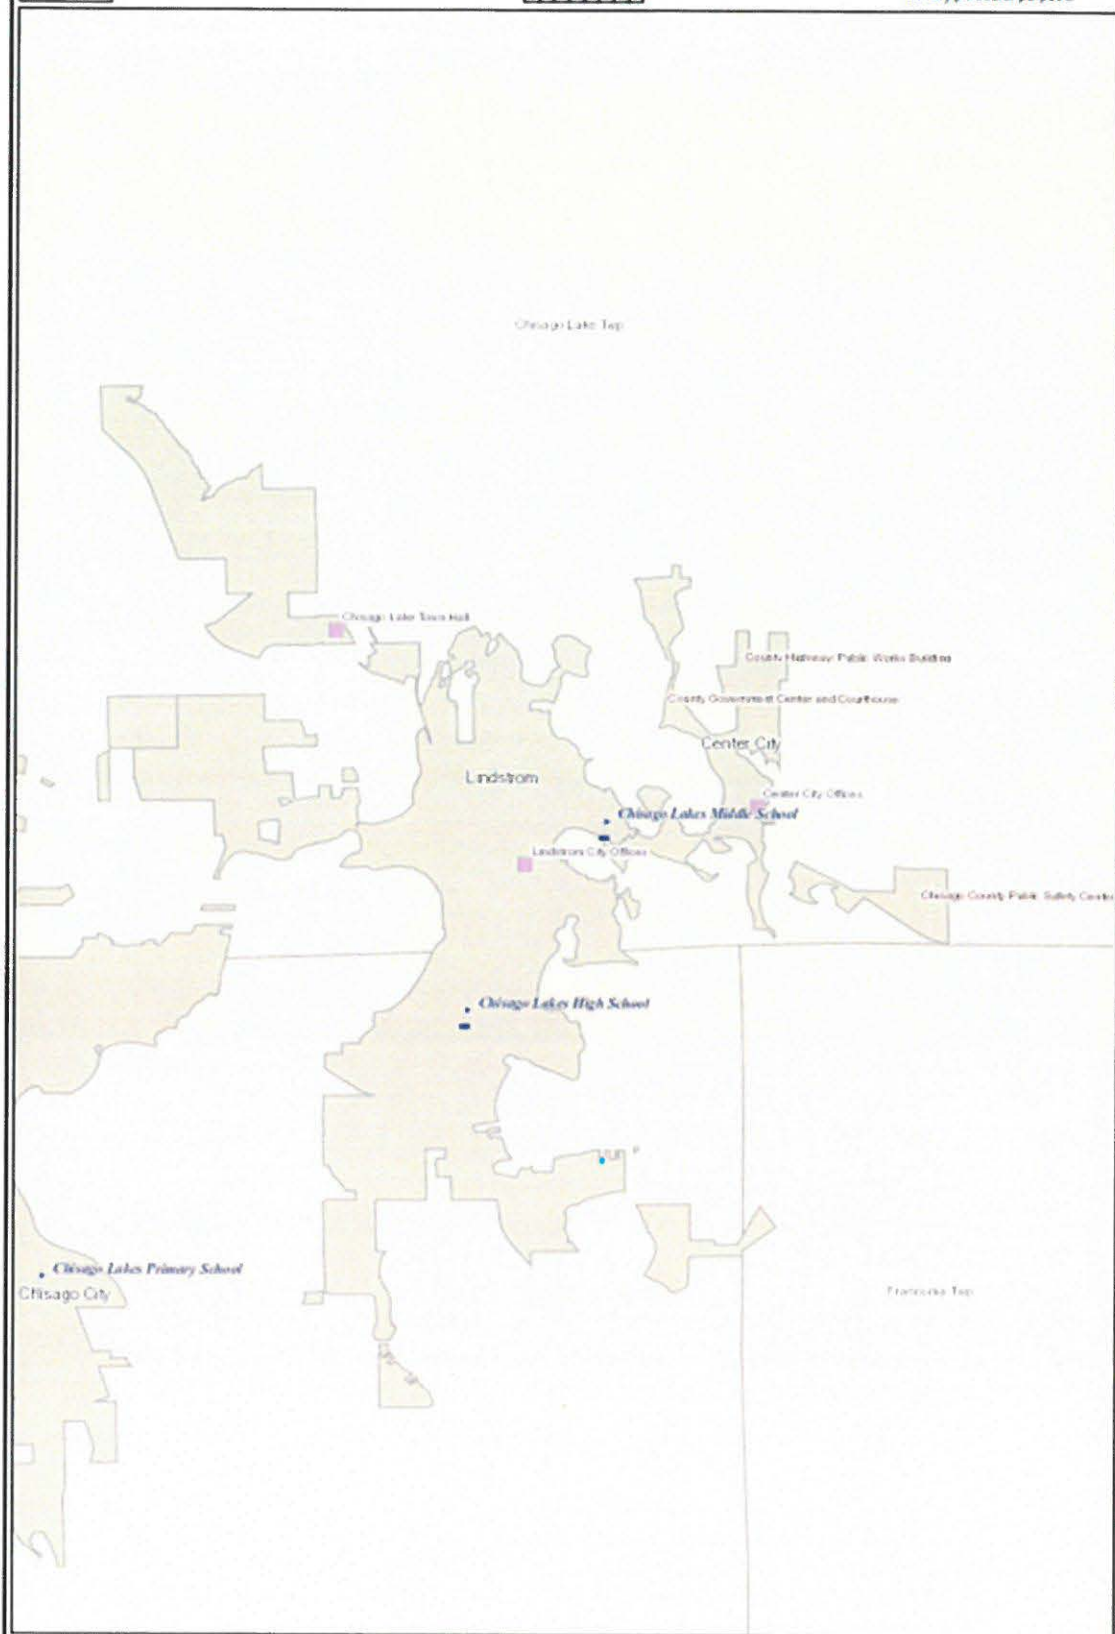 Chisago Lake Twp
Chisago Lake Town Hall
County Highway/Public Works Building
County Government Center and Courthouse
Center City
Lindstrom
Center City Offices
Chisago Lakes Middle School
Lindstrom City Offices
Chisago County Public Safety Center
Chisago Lakes High School
P
Chisago Lakes Primary School
Chisago City
Franconia Twp